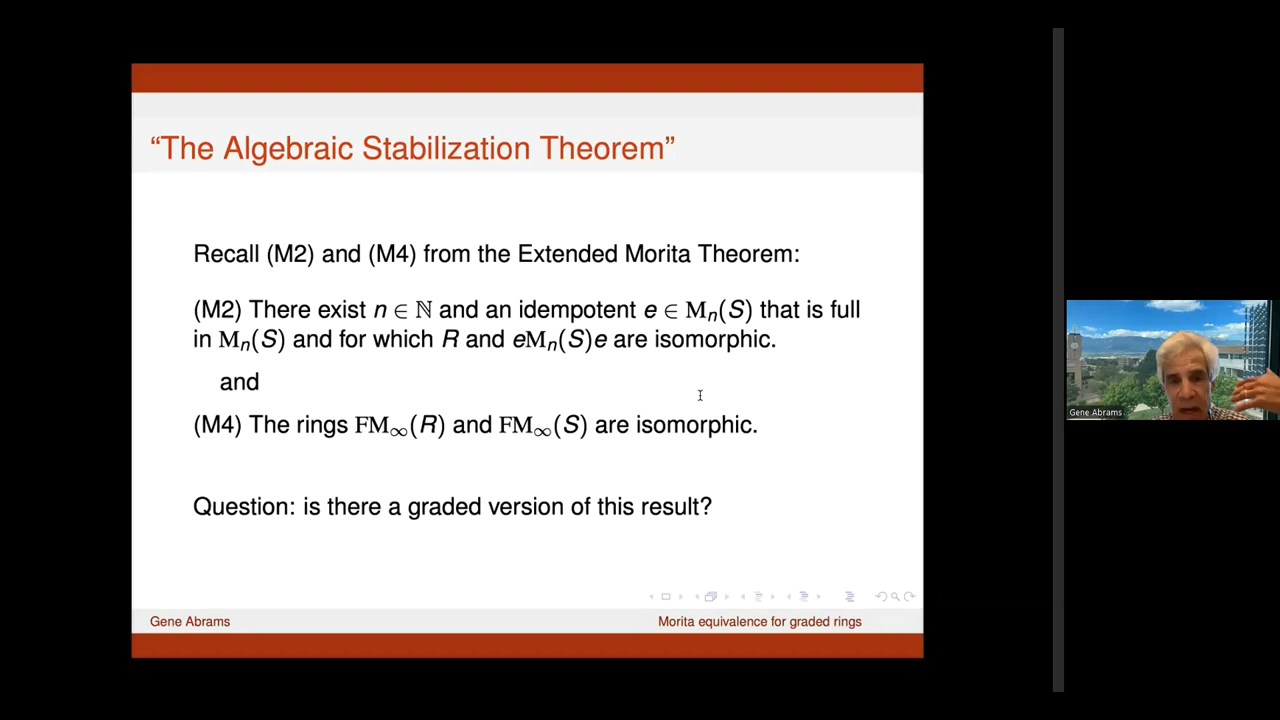 “The Algebraic Stabilization Theorem”
Recall (M2) and (M4) from the Extended Morita Theorem:
(M2) There exist n ∈ ℕ and an idempotent e ∈ Mₙ(S) that is full
in Mₙ(S) and for which R and eMₙ(S)e are isomorphic.
and
(M4) The rings FM∞(R) and FM∞(S) are isomorphic.
Question: is there a graded version of this result?
Gene Abrams
Morita equivalence for graded rings
Gene Abrams